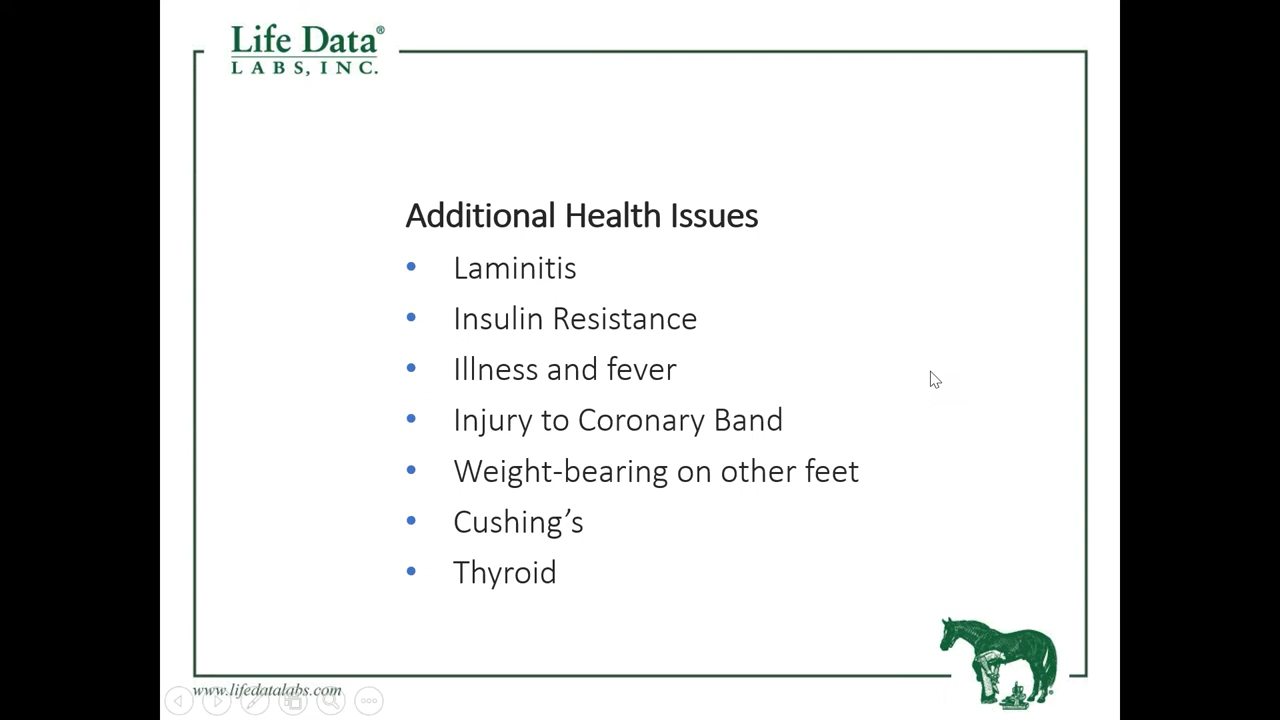 Life Data®
LABS, INC.
Additional Health Issues
• Laminitis
• Insulin Resistance
• Illness and fever
• Injury to Coronary Band
• Weight-bearing on other feet
• Cushing’s
• Thyroid
www.lifedatalabs.com